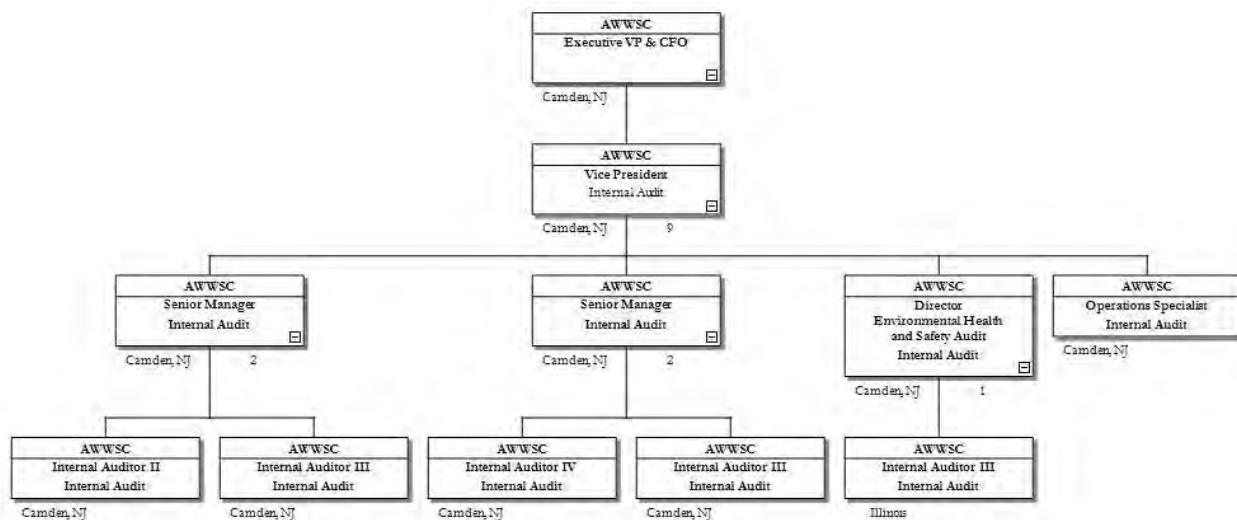 AWWSC
Executive VP & CFO
Camden, NJ
AWWSC
Vice President
Internal Audit
Camden, NJ 9
AWWSC
Senior Manager
Internal Audit
Camden, NJ 2
AWWSC
Senior Manager
Internal Audit
Camden, NJ 2
AWWSC
Director
Environmental Health
and Safety Audit
Internal Audit
Camden, NJ 1
AWWSC
Operations Specialist
Internal Audit
Camden, NJ
AWWSC
Internal Auditor II
Internal Audit
Camden, NJ
AWWSC
Internal Auditor III
Internal Audit
Camden, NJ
AWWSC
Internal Auditor IV
Internal Audit
Camden, NJ
AWWSC
Internal Auditor III
Internal Audit
Camden, NJ
AWWSC
Internal Auditor III
Internal Audit
Illinois